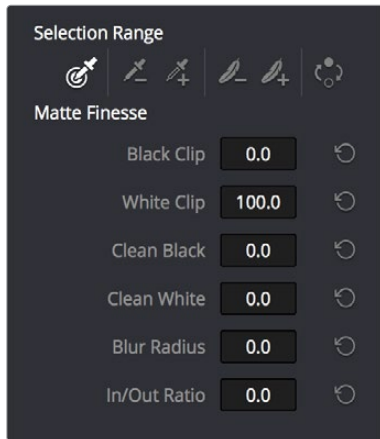 Selection Range
Matte Finesse
Black Clip 0.0
White Clip 100.0
Clean Black 0.0
Clean White 0.0
Blur Radius 0.0
In/Out Ratio 0.0